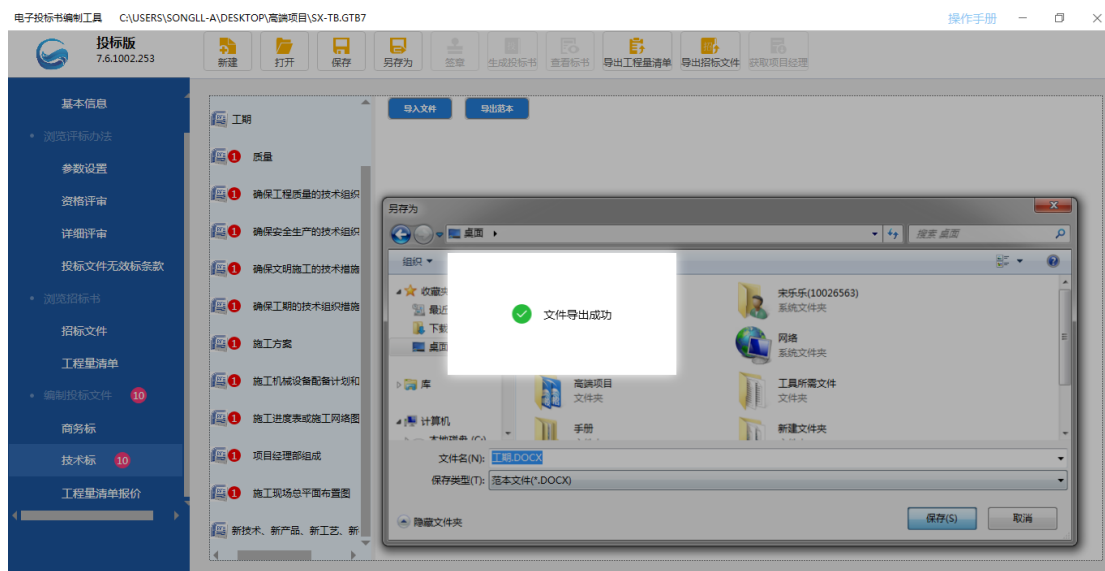 电子投标书编制工具 C:\USERS\SONGLL-A\DESKTOP\高端项目\SX-TB.GTB7
操作手册
投标版
7.6.1002.253
新建
打开
保存
另存为
签章
生成投标书
查看标书
导出工程量清单
导出招标文件
获取项目经理
基本信息
浏览评标办法
参数设置
资格评审
详细评审
投标文件无效标条款
浏览招标书
招标文件
工程量清单
编制投标文件 10
商务标
技术标 10
工程量清单报价
工期
1 质量
1 确保工程质量的技术组织
1 确保安全生产的技术组织
1 确保文明施工的技术措施
1 确保工期的技术组织措施
1 施工方案
1 施工机械设备配备计划和
1 施工进度表或施工网络图
1 项目经理部组成
1 施工现场总平面布置图
新技术、新产品、新工艺、新
导入文件
导出范本
另存为
桌面
搜索 桌面
组织
收藏夹
最近
下载
桌面
库
计算机
文件导出成功
宋乐乐(10026563)
系统文件夹
网络
系统文件夹
高端项目
文件夹
工具所需文件
文件夹
手册
新建文件夹
文件名(N): 工期.DOCX
保存类型(T): 范本文件(*.DOCX)
隐藏文件夹
保存(S)
取消